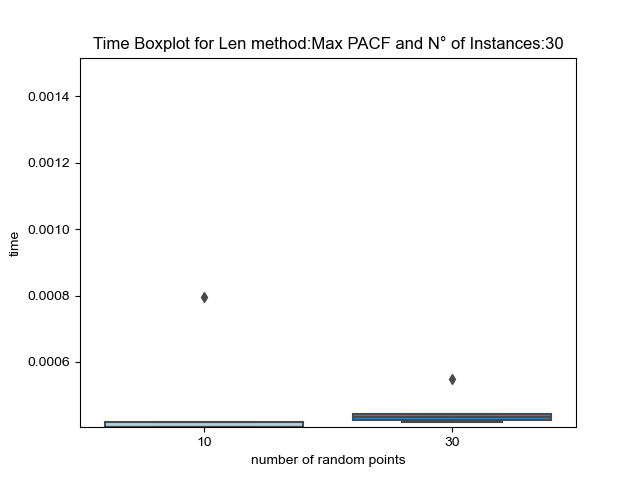 Time Boxplot for Len method:Max PACF and N° of Instances:30
0.0014
0.0012
0.0010
0.0008
0.0006
time
10
30
number of random points